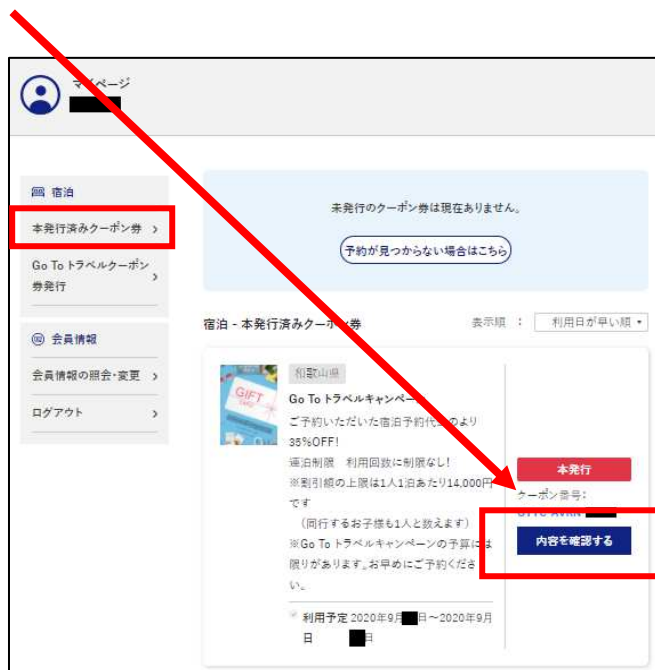 マイページ
宿泊
本発行済みクーポン券
Go To トラベルクーポン
券発行
会員情報
会員情報の照会・変更
ログアウト
未発行のクーポン券は現在ありません。
予約が見つからない場合はこちら
宿泊 - 本発行済みクーポン券
表示順 ： 利用日が早い順
GIFT
和歌山県
Go To トラベルキャンペーン
ご予約いただいた宿泊予約代金のより
35%OFF!
連泊制限 利用回数に制限なし!
※割引額の上限は1人1泊あたり14,000円
です
（同行するお子様も1人と数えます）
※Go To トラベルキャンペーンの予算には
限りがあります。お早めにご予約くださ
い。
利用予定 2020年9月 日～2020年9月
日 日
本発行
クーポン番号:
内容を確認する